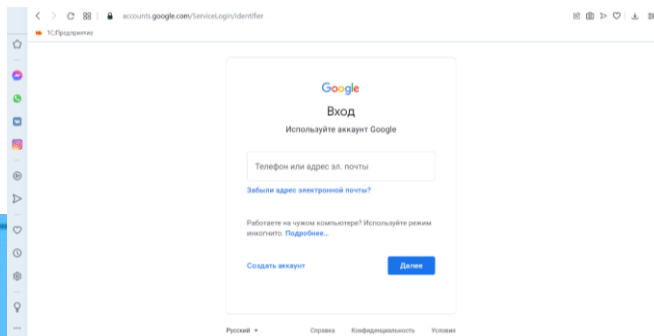 accounts.google.com/ServiceLogin/identifier
1С:Предприятие
Google
Вход
Используйте аккаунт Google
Телефон или адрес эл. почты
Забыли адрес электронной почты?
Работаете на чужом компьютере? Используйте режим
инкогнито. Подробнее...
Создать аккаунт
Далее
Русский
Справка
Конфиденциальность
Условия